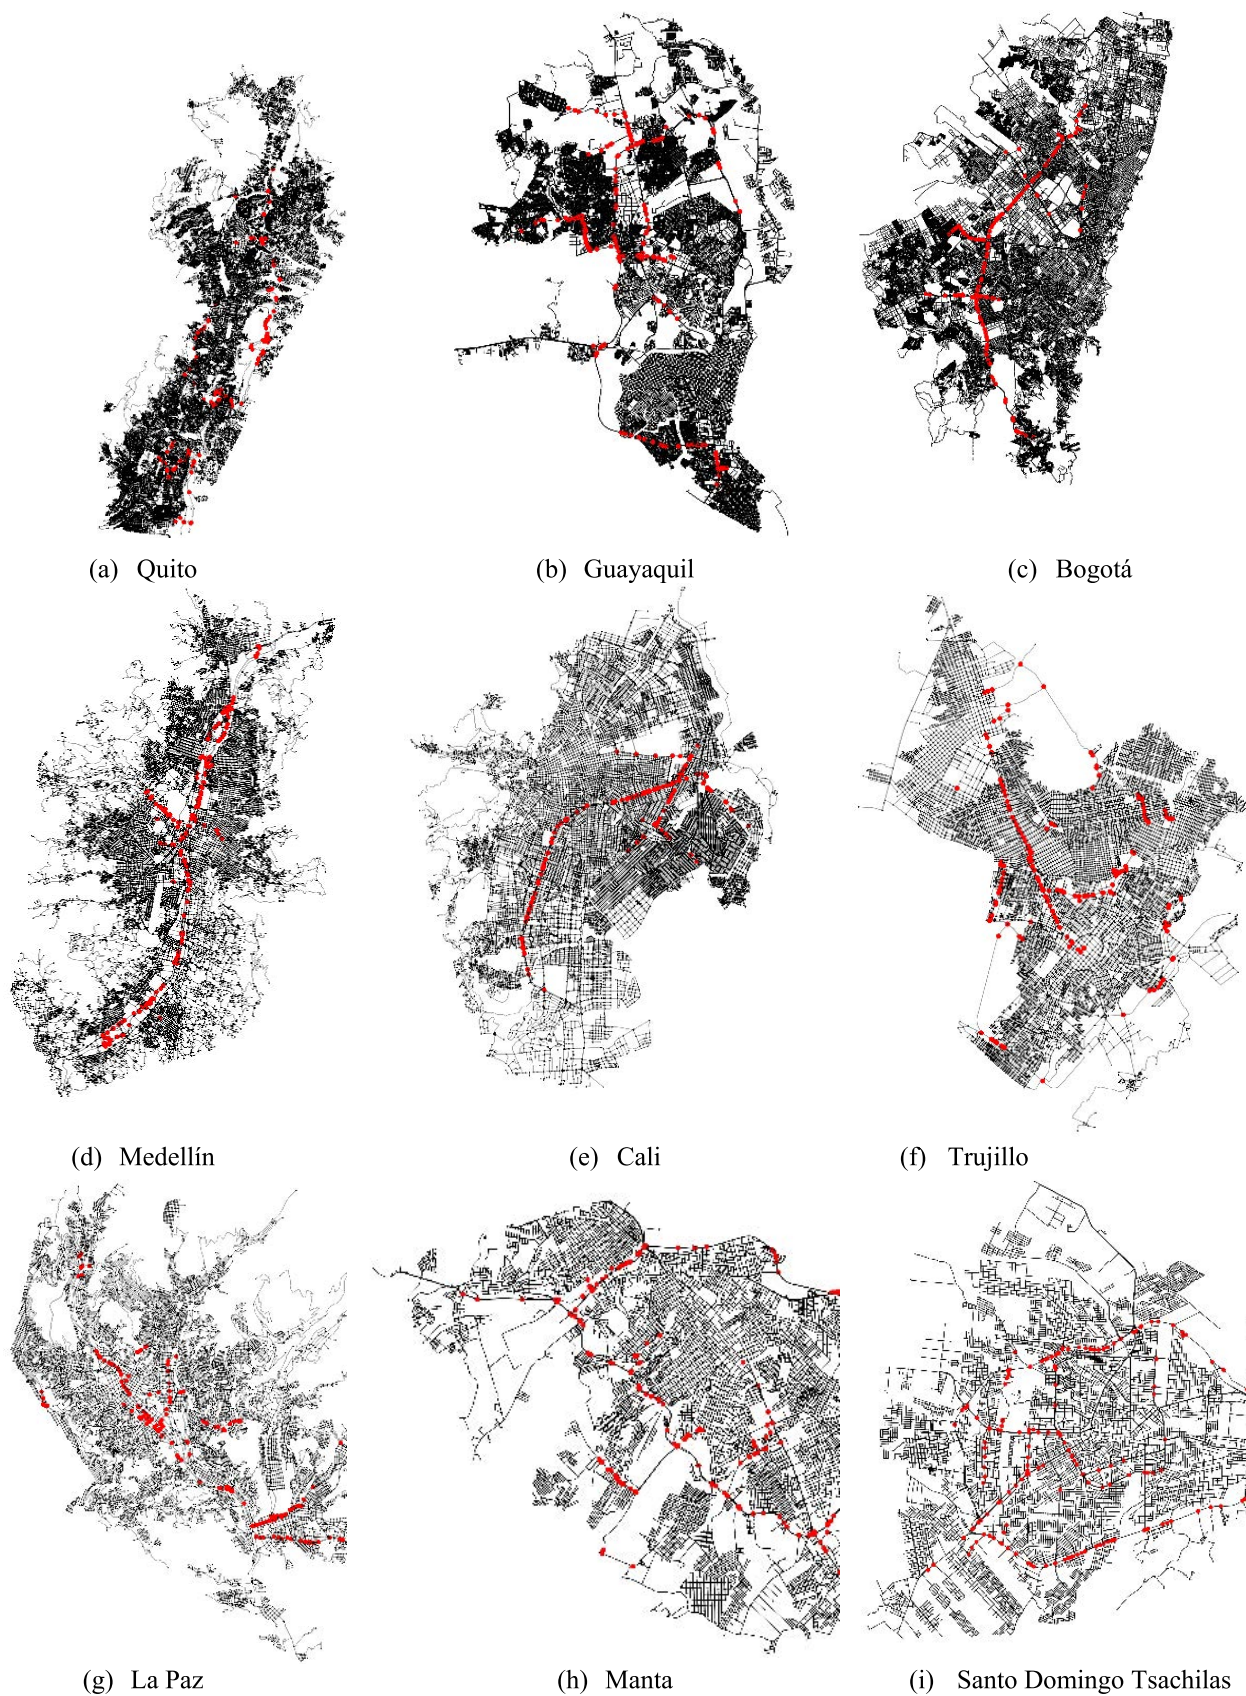 (a) Quito
(b) Guayaquil
(c) Bogotá
(d) Medellín
(e) Cali
(f) Trujillo
(g) La Paz
(h) Manta
(i) Santo Domingo Tsachilas